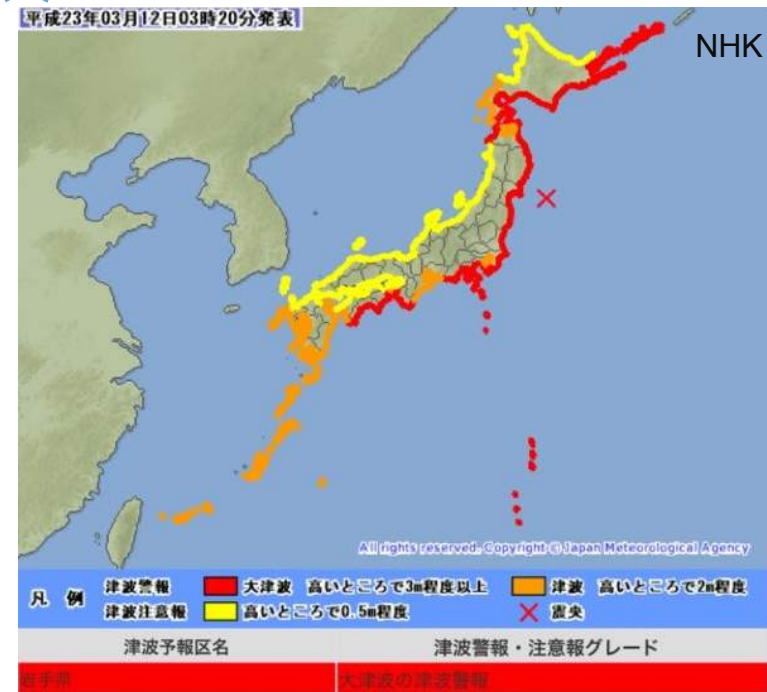 平成23年03月12日03時20分発表
NHK
All rights reserved. Copyright © Japan Meteorological Agency
凡 例 津波警報 大津波 高いところで3m程度以上 津波 高いところで2m程度
津波注意報 高いところで0.5m程度 震央
津波予報区名 津波警報・注意報グレード
岩手県 大津波の津波警報